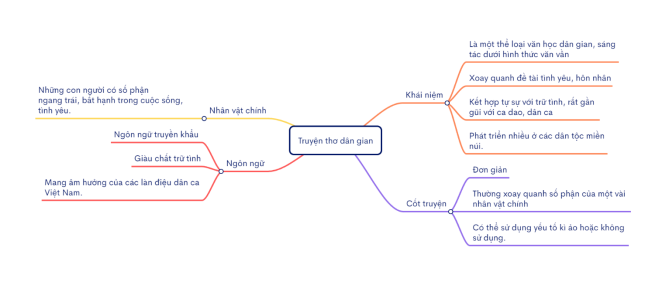 Truyện thơ dân gian
Khái niệm
Là một thể loại văn học dân gian, sáng
tác dưới hình thức văn vần
Xoay quanh đề tài tình yêu, hôn nhân
Kết hợp tự sự với trữ tình, rất gần
gũi với ca dao, dân ca
Phát triển nhiều ở các dân tộc miền
núi.
Cốt truyện
Đơn giản
Thường xoay quanh số phận của một vài
nhân vật chính
Có thể sử dụng yếu tố kì ảo hoặc không
sử dụng.
Nhân vật chính
Những con người có số phận
ngang trái, bất hạnh trong cuộc sống,
tình yêu.
Ngôn ngữ
Ngôn ngữ truyền khẩu
Giàu chất trữ tình
Mang âm hưởng của các làn điệu dân ca
Việt Nam.